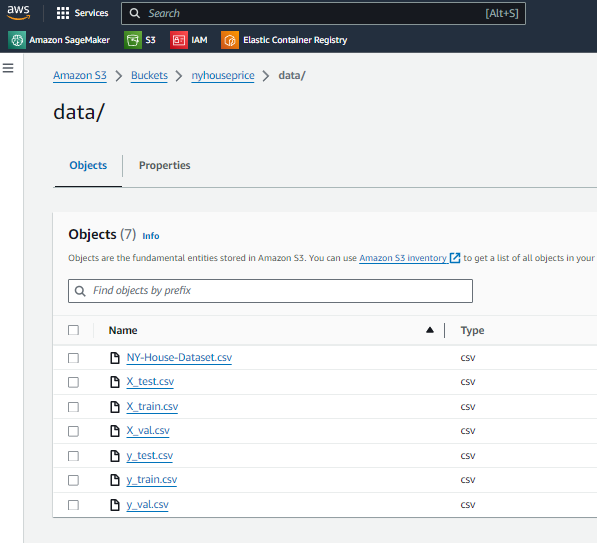 aws Services Search [Alt+S]
Amazon SageMaker S3 IAM Elastic Container Registry
Amazon S3 Buckets nyhouseprice data/
data/
Objects Properties
Objects (7) Info
Objects are the fundamental entities stored in Amazon S3. You can use Amazon S3 inventory to get a list of all objects in your
Find objects by prefix
Name Type
NY-House-Dataset.csv csv
X_test.csv csv
X_train.csv csv
X_val.csv csv
y_test.csv csv
y_train.csv csv
y_val.csv csv